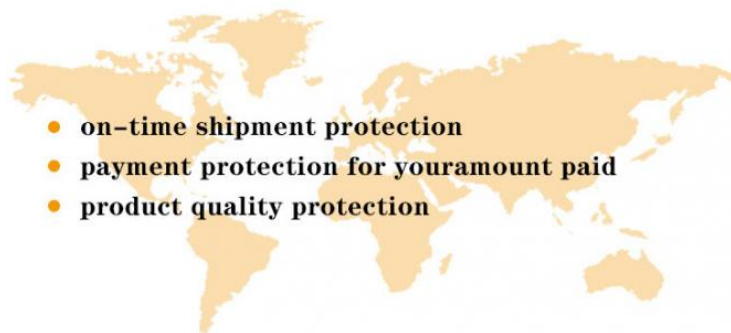 on-time shipment protection
payment protection for youramount paid
product quality protection